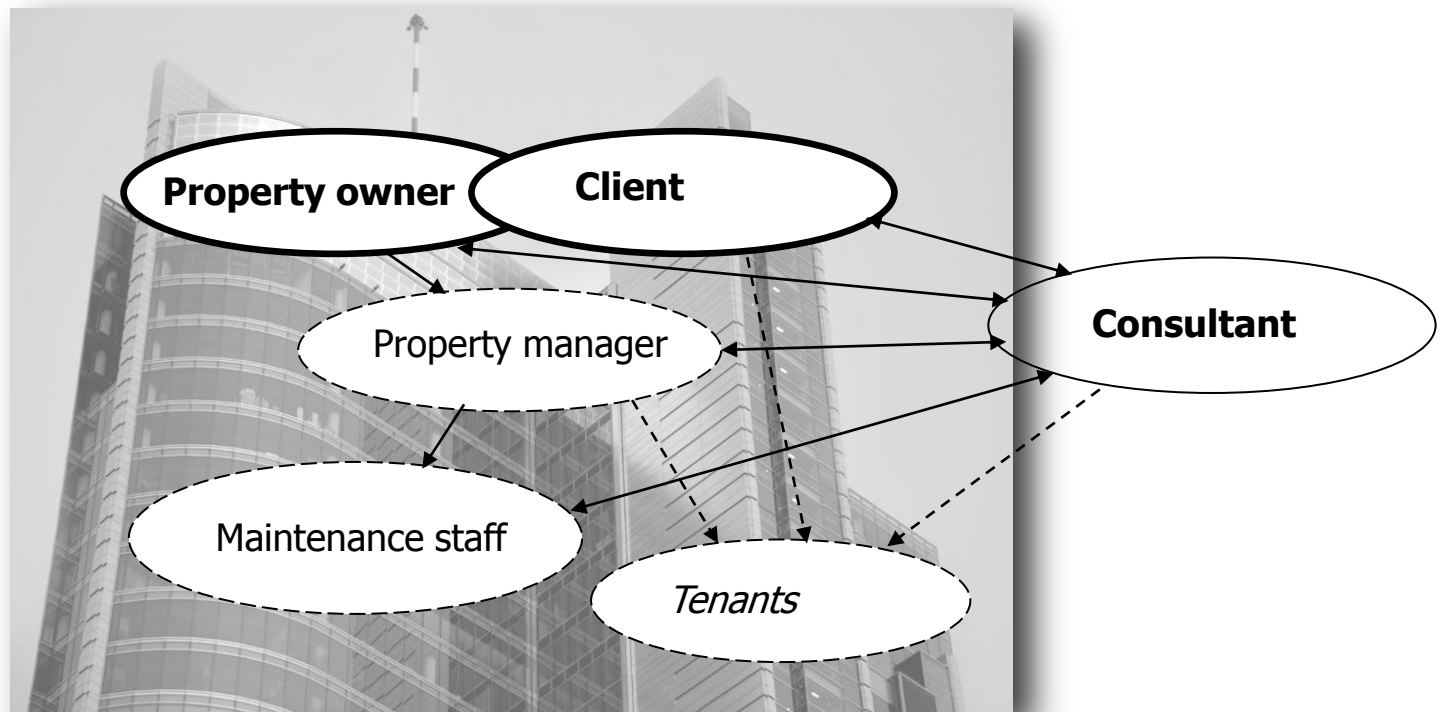 Property owner
Client
Consultant
Property manager
Maintenance staff
Tenants